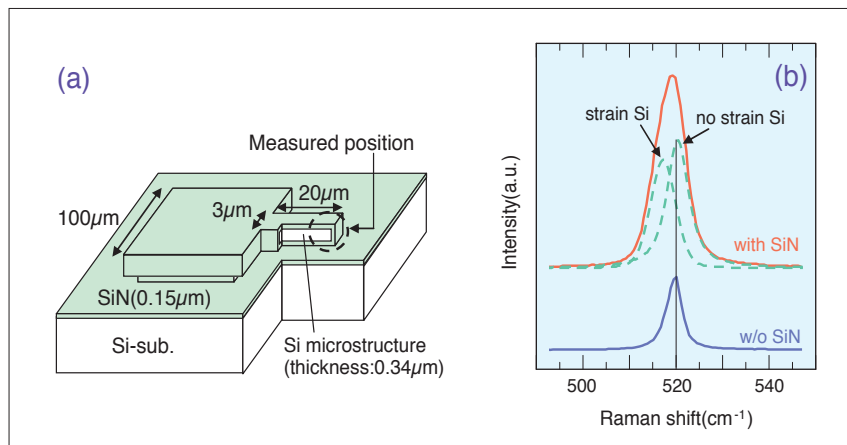 (a)
Measured position
20µm
3µm
100µm
SiN(0.15µm)
Si-sub.
Si microstructure
(thickness:0.34µm)
(b)
strain Si
no strain Si
with SiN
w/o SiN
Intensity(a.u.)
500 520 540
Raman shift(cm⁻¹)